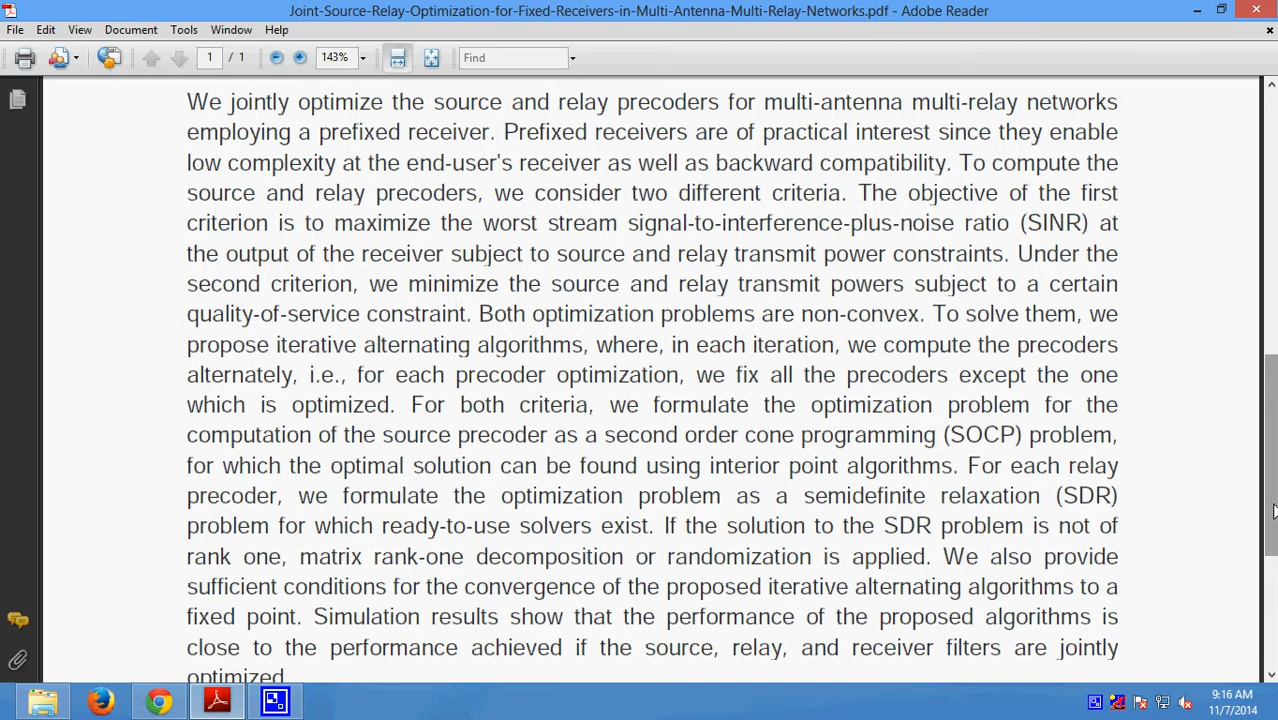 Joint-Source-Relay-Optimization-for-Fixed-Receivers-in-Multi-Antenna-Multi-Relay-Networks.pdf - Adobe Reader
File Edit View Document Tools Window Help
1 / 1 143% Find
We jointly optimize the source and relay precoders for multi-antenna multi-relay networks
employing a prefixed receiver. Prefixed receivers are of practical interest since they enable
low complexity at the end-user's receiver as well as backward compatibility. To compute the
source and relay precoders, we consider two different criteria. The objective of the first
criterion is to maximize the worst stream signal-to-interference-plus-noise ratio (SINR) at
the output of the receiver subject to source and relay transmit power constraints. Under the
second criterion, we minimize the source and relay transmit powers subject to a certain
quality-of-service constraint. Both optimization problems are non-convex. To solve them, we
propose iterative alternating algorithms, where, in each iteration, we compute the precoders
alternately, i.e., for each precoder optimization, we fix all the precoders except the one
which is optimized. For both criteria, we formulate the optimization problem for the
computation of the source precoder as a second order cone programming (SOCP) problem,
for which the optimal solution can be found using interior point algorithms. For each relay
precoder, we formulate the optimization problem as a semidefinite relaxation (SDR)
problem for which ready-to-use solvers exist. If the solution to the SDR problem is not of
rank one, matrix rank-one decomposition or randomization is applied. We also provide
sufficient conditions for the convergence of the proposed iterative alternating algorithms to a
fixed point. Simulation results show that the performance of the proposed algorithms is
close to the performance achieved if the source, relay, and receiver filters are jointly
optimized.
9:16 AM
11/7/2014